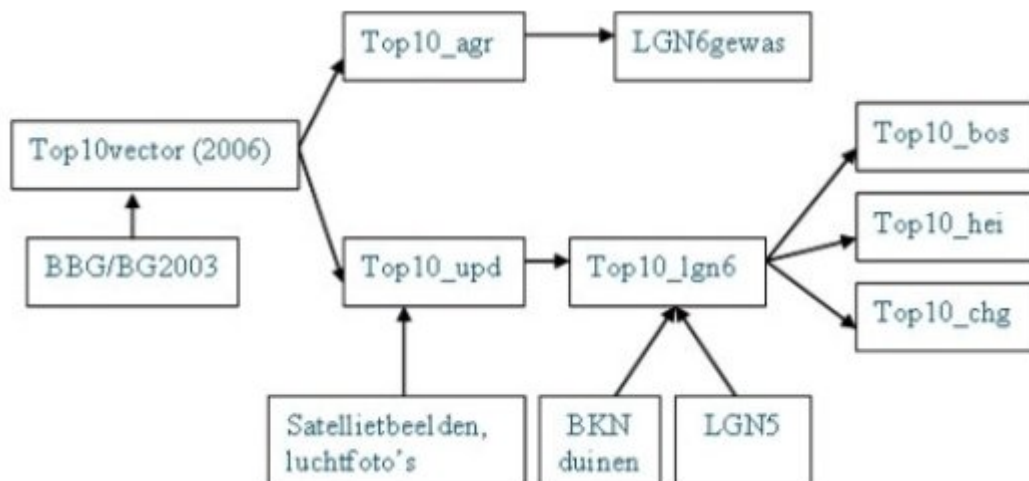 Top10_agr
LGN6gewas
Top10vector (2006)
Top10_bos
BBG/BG2003
Top10_upd
Top10_lgn6
Top10_hei
Top10_chg
Satellietbeelden,
luchtfoto's
BKN
duinen
LGN5